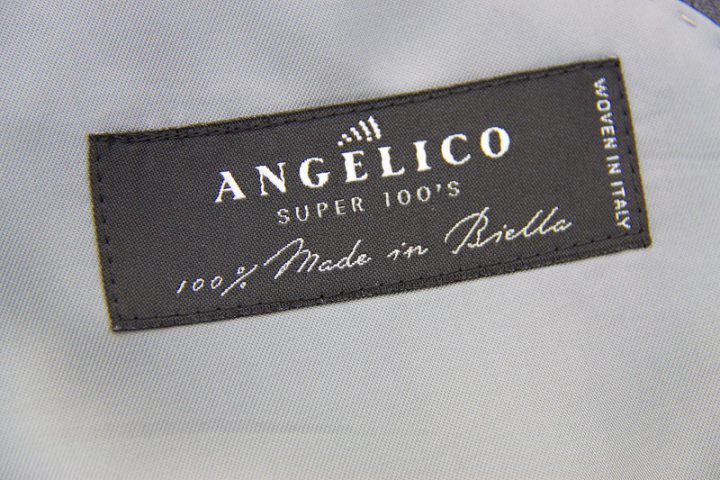 ANGELICO
SUPER 100'S
100% Made in Biella
WOVEN IN ITALY